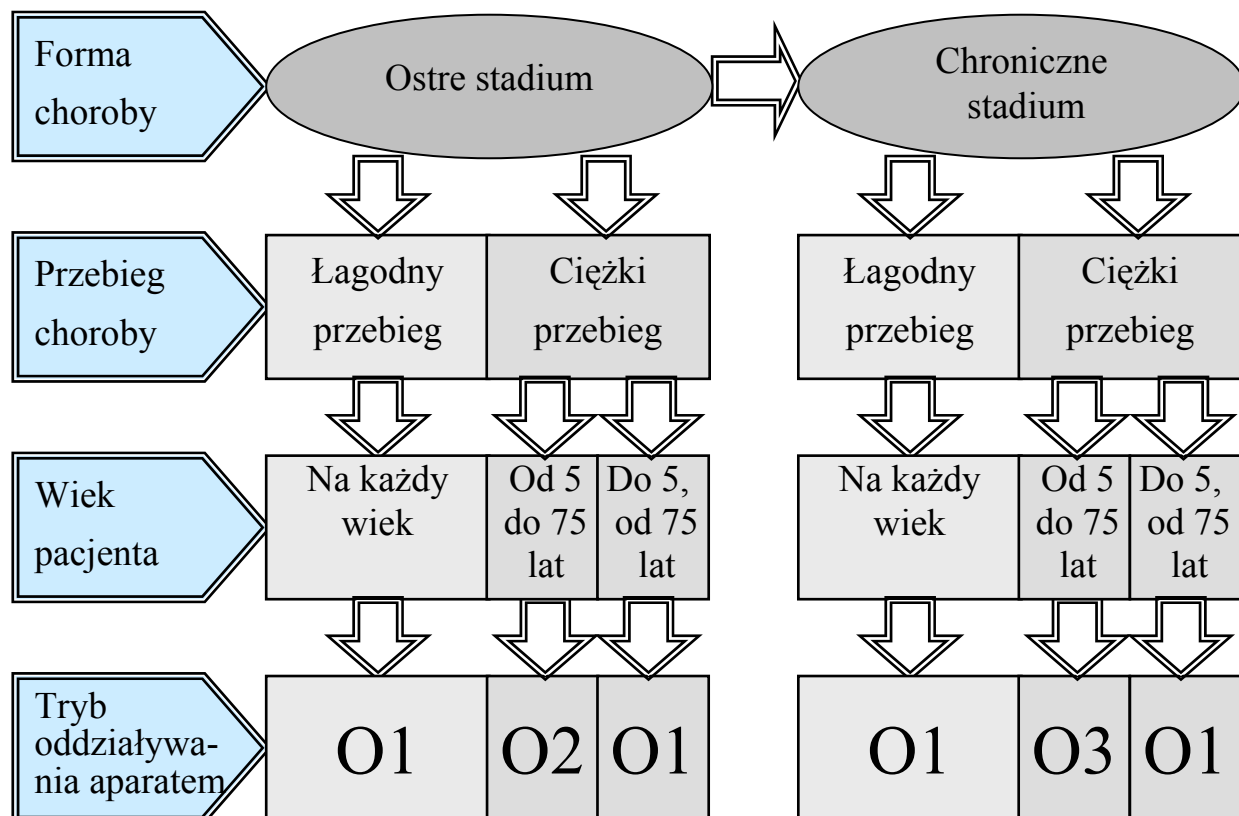 Forma
choroby
Ostre stadium
Chroniczne
stadium
Przebieg
choroby
Łagodny
przebieg
Ciężki
przebieg
Łagodny
przebieg
Ciężki
przebieg
Wiek
pacjenta
Na każdy
wiek
Od 5
do 75
lat
Do 5,
od 75
lat
Na każdy
wiek
Od 5
do 75
lat
Do 5,
od 75
lat
Tryb
oddziaływa-
nia aparatem
O1
O2
O1
O1
O3
O1